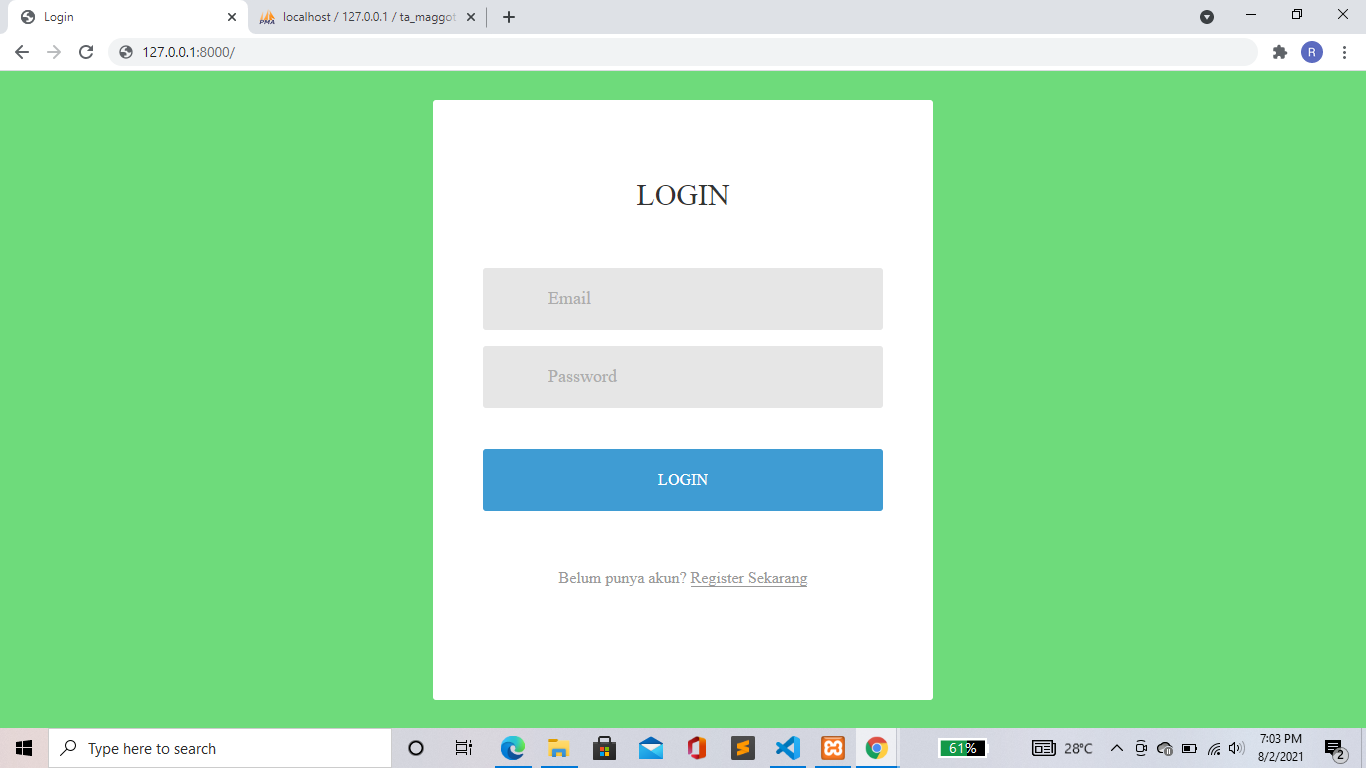 Login
PMA
localhost / 127.0.0.1 / ta_maggot
127.0.0.1:8000/
R
LOGIN
Email
Password
LOGIN
Belum punya akun? Register Sekarang
Type here to search
61%
28°C
7:03 PM
8/2/2021
2